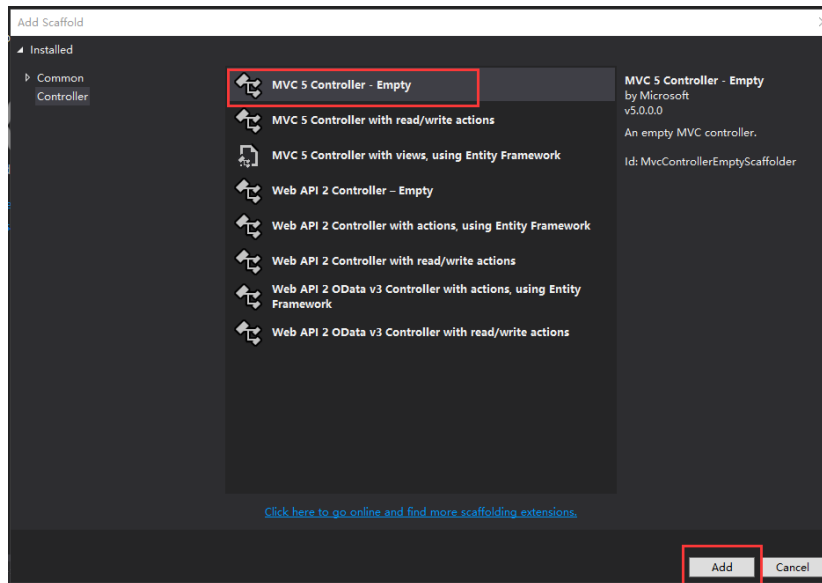 Add Scaffold
Installed
Common
Controller
MVC 5 Controller - Empty
MVC 5 Controller with read/write actions
MVC 5 Controller with views, using Entity Framework
Web API 2 Controller – Empty
Web API 2 Controller with actions, using Entity Framework
Web API 2 Controller with read/write actions
Web API 2 OData v3 Controller with actions, using Entity
Framework
Web API 2 OData v3 Controller with read/write actions
Click here to go online and find more scaffolding extensions.
MVC 5 Controller - Empty
by Microsoft
v5.0.0.0
An empty MVC controller.
Id: MvcControllerEmptyScaffolder
Add
Cancel